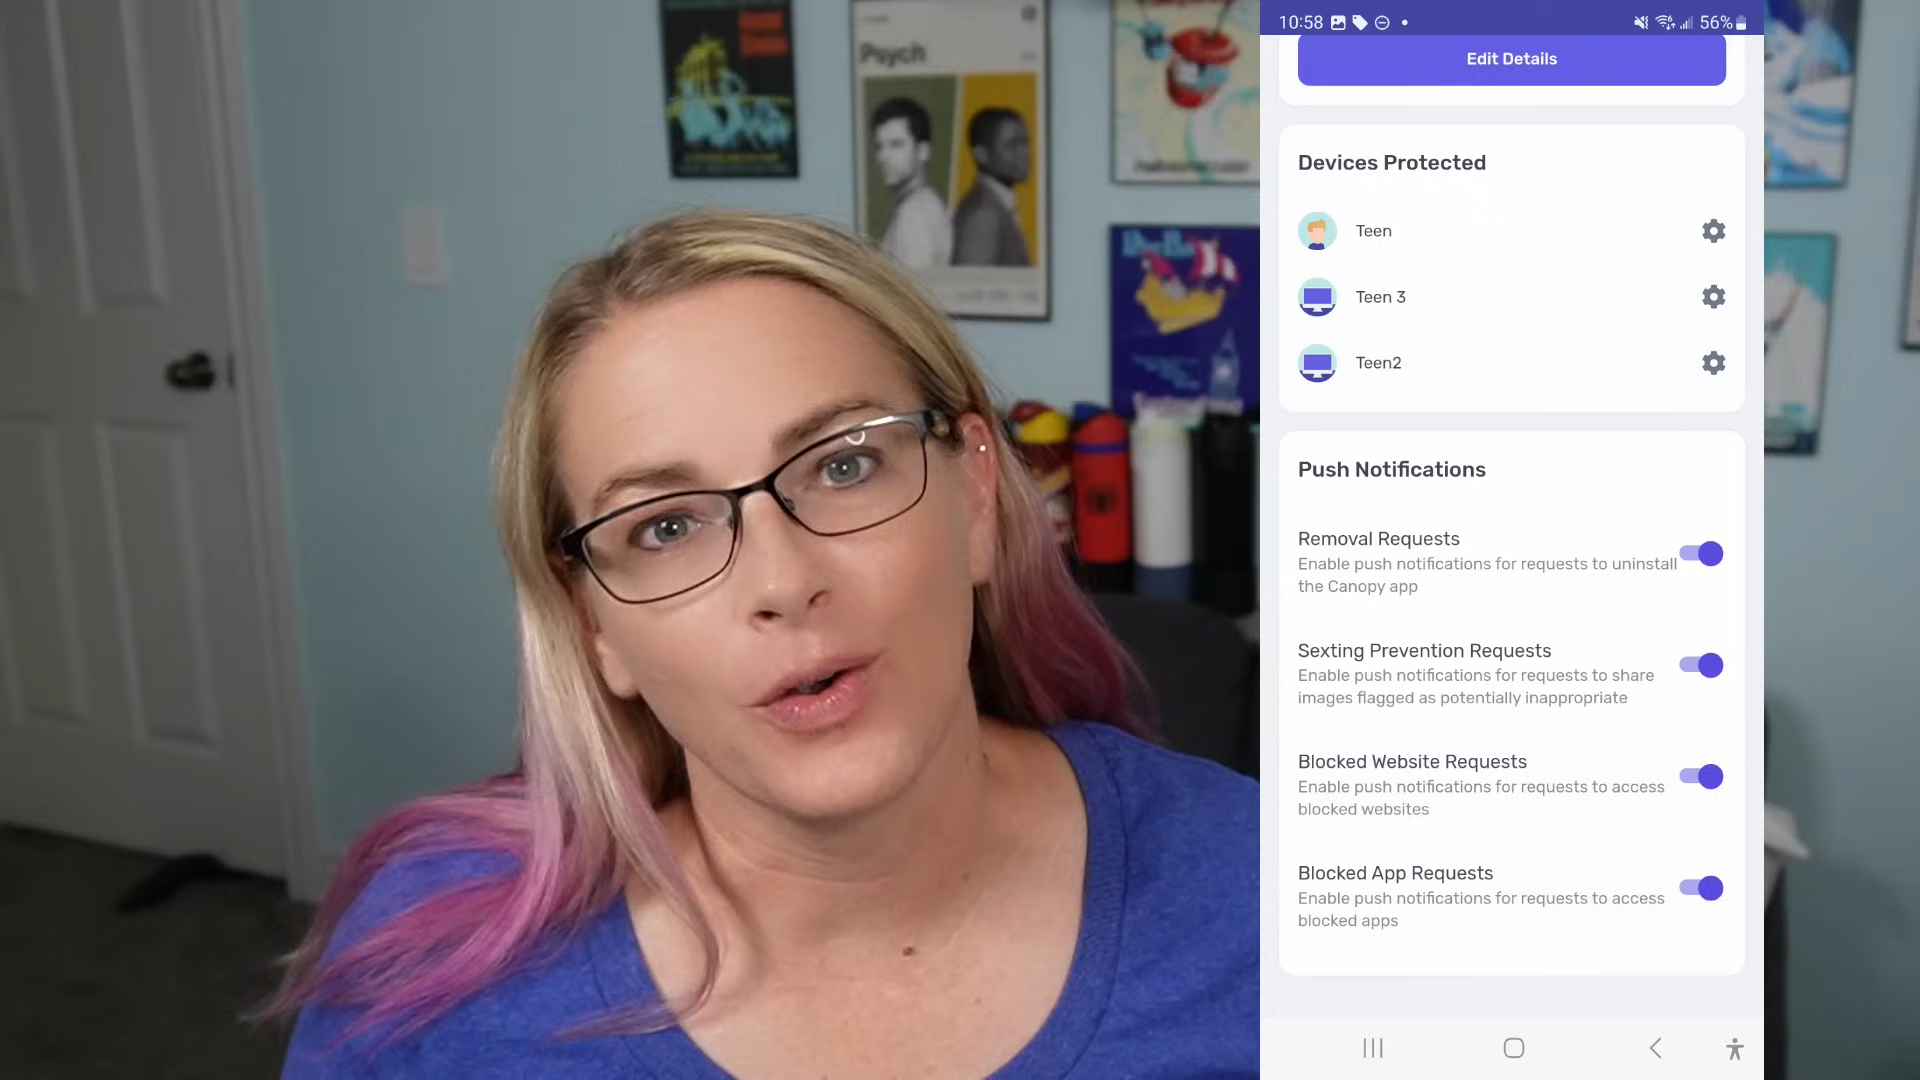 Psych
10:58
56%
Edit Details
Devices Protected
Teen
Teen 3
Teen2
Push Notifications
Removal Requests
Enable push notifications for requests to uninstall
the Canopy app
Sexting Prevention Requests
Enable push notifications for requests to share
images flagged as potentially inappropriate
Blocked Website Requests
Enable push notifications for requests to access
blocked websites
Blocked App Requests
Enable push notifications for requests to access
blocked apps